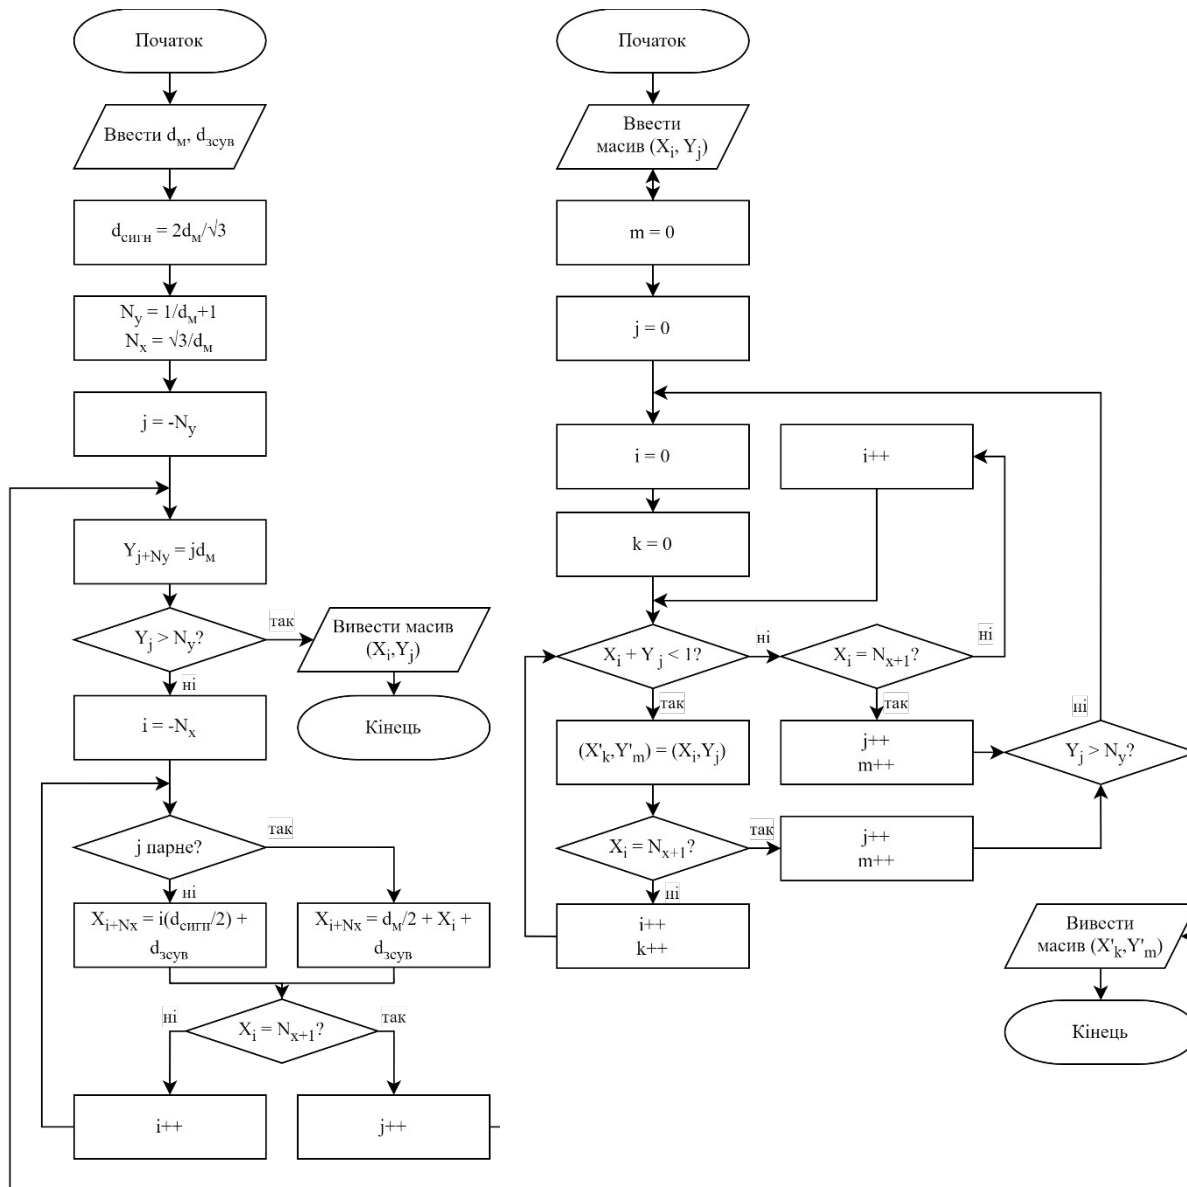 Початок
Ввести dм, dзсув
dсигн = 2dм/√3
Ny = 1/dм+1
Nx = √3/dм
j = -Ny
Yj+Ny = jdм
Yj > Ny?
так
Вивести масив
(Xi,Yj)
Кінець
ні
i = -Nx
j парне?
так
ні
Xi+Nx = i(dсигн/2) +
dзсув
Xi+Nx = dм/2 + Xi +
dзсув
Xi = Nx+1?
ні
так
i++
j++
Початок
Ввести
масив (Xi, Yj)
m = 0
j = 0
i = 0
i++
k = 0
Xi + Yj < 1?
ні
Xi = Nx+1?
ні
так
так
(X'k,Y'm) = (Xi,Yj)
j++
m++
Yj > Ny?
ні
Xi = Nx+1?
так
j++
m++
ні
i++
k++
Вивести
масив (X'k,Y'm)
Кінець